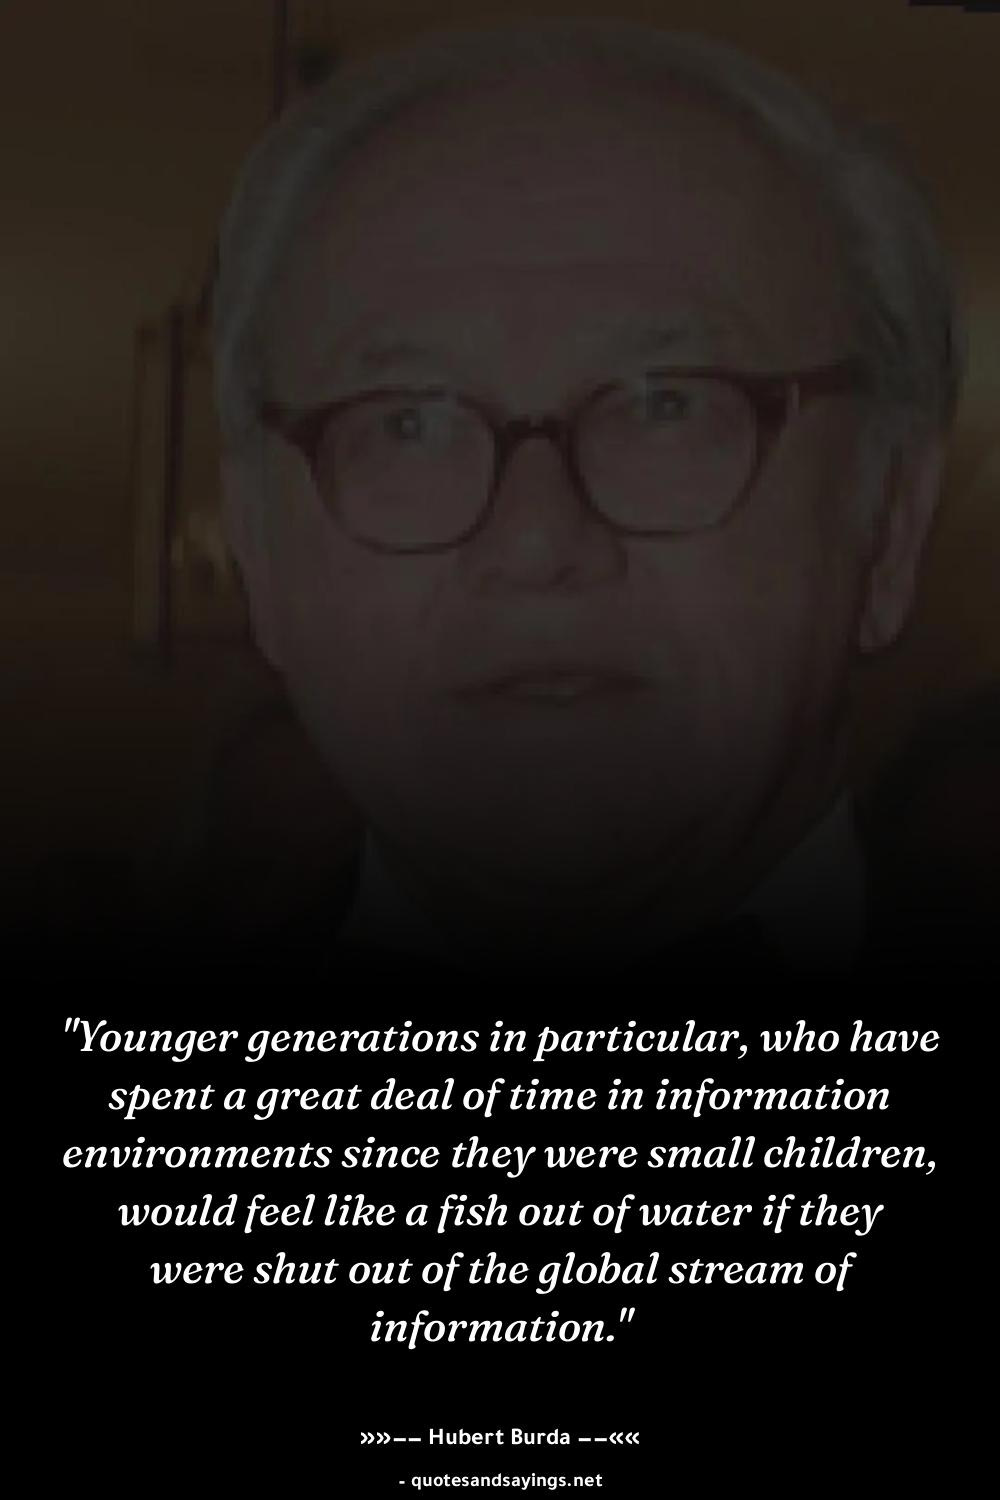 "Younger generations in particular, who have
spent a great deal of time in information
environments since they were small children,
would feel like a fish out of water if they
were shut out of the global stream of
information."
»»−− Hubert Burda −−««
- quotesandsayings.net